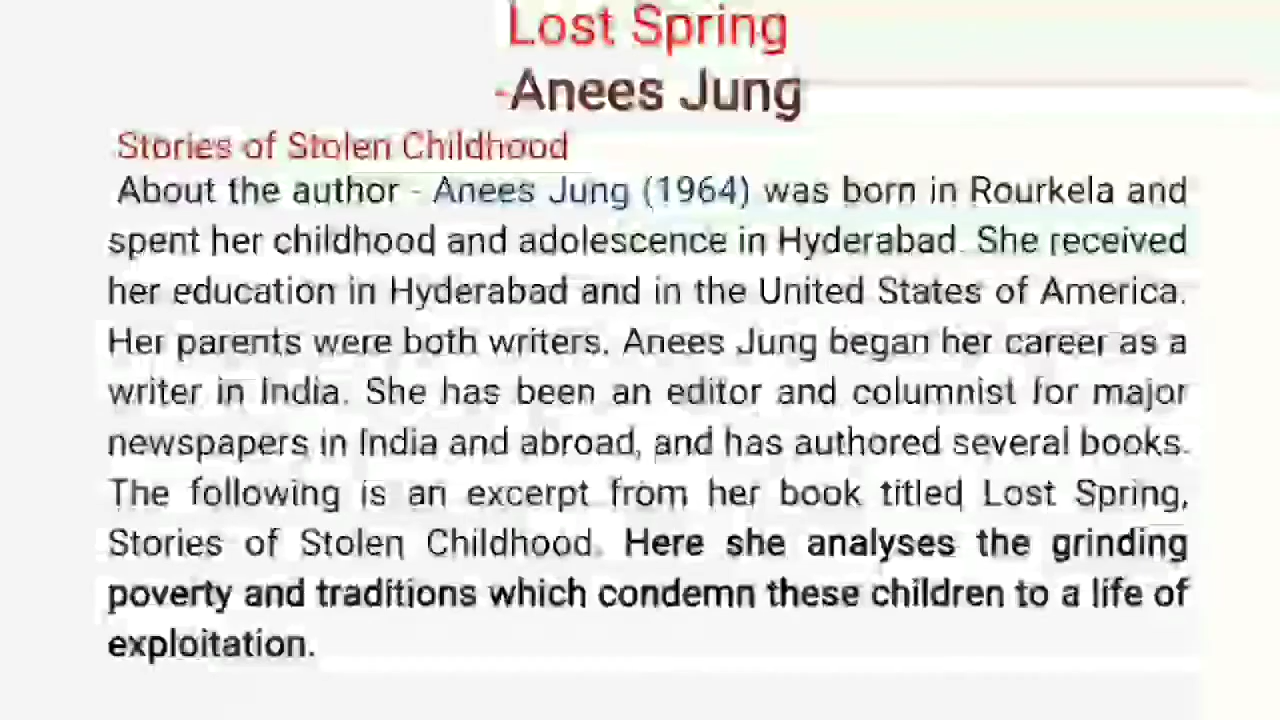 Lost Spring
-Anees Jung
Stories of Stolen Childhood
About the author - Anees Jung (1964) was born in Rourkela and
spent her childhood and adolescence in Hyderabad. She received
her education in Hyderabad and in the United States of America.
Her parents were both writers. Anees Jung began her career as a
writer in India. She has been an editor and columnist for major
newspapers in India and abroad, and has authored several books.
The following is an excerpt from her book titled Lost Spring,
Stories of Stolen Childhood. Here she analyses the grinding
poverty and traditions which condemn these children to a life of
exploitation.